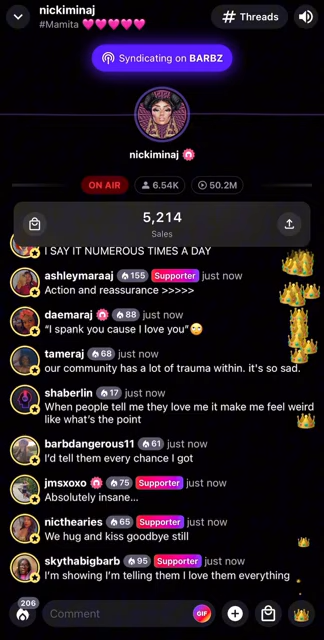 nickiminaj
#Mamita 💗💗💗💗💗
# Threads
Syndicating on BARBZ
nickiminaj
ON AIR 6.54K 50.2M
5,214
Sales
I SAY IT NUMEROUS TIMES A DAY
ashleymaraaj 155 Supporter just now
Action and reassurance >>>>>
daemaraj 88 just now
“I spank you cause I love you”🙄
tameraj 68 just now
our community has a lot of trauma within. it's so sad.
shaberlin 17 just now
When people tell me they love me it make me feel weird
like what's the point
barbdangerous11 61 just now
I'd tell them every chance I got
jmsxoxo 75 Supporter just now
Absolutely insane...
nicthearies 65 Supporter just now
We hug and kiss goodbye still
skythabigbarb 95 Supporter just now
I'm showing I'm telling them I love them everything
206
Comment GIF